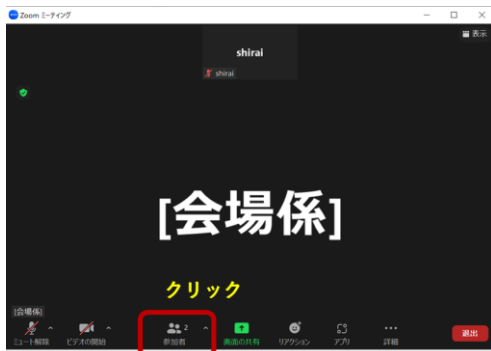 Zoom ミーティング
表示
shirai
shirai
[会場係]
クリック
[会場係]
ミュート解除 ビデオの開始 2 参加者 画面の共有 リアクション アプリ 詳細 退出